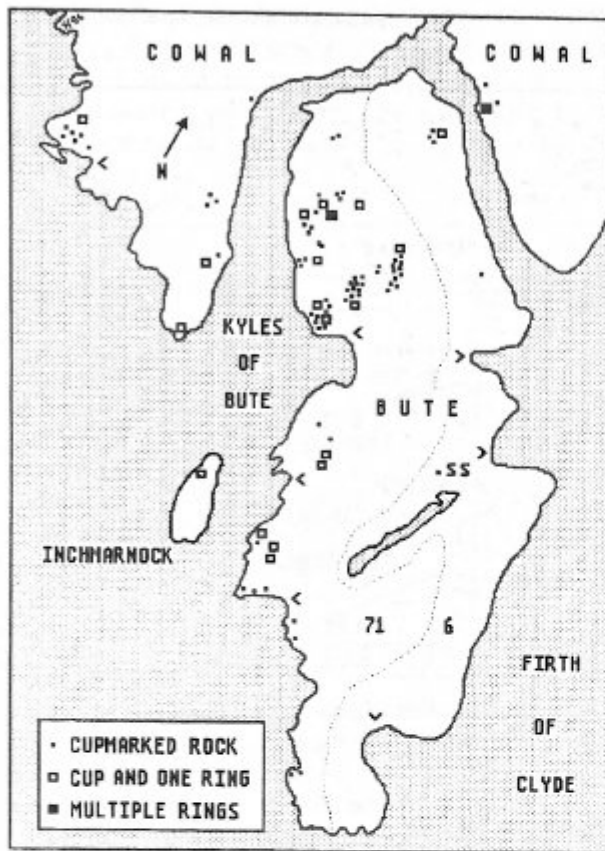 COWAL
COWAL
N
KYLES
OF
BUTE
BUTE
.SS
INCHMARNOCK
71 6
FIRTH
OF
CLYDE
CUPMARKED ROCK
CUP AND ONE RING
MULTIPLE RINGS